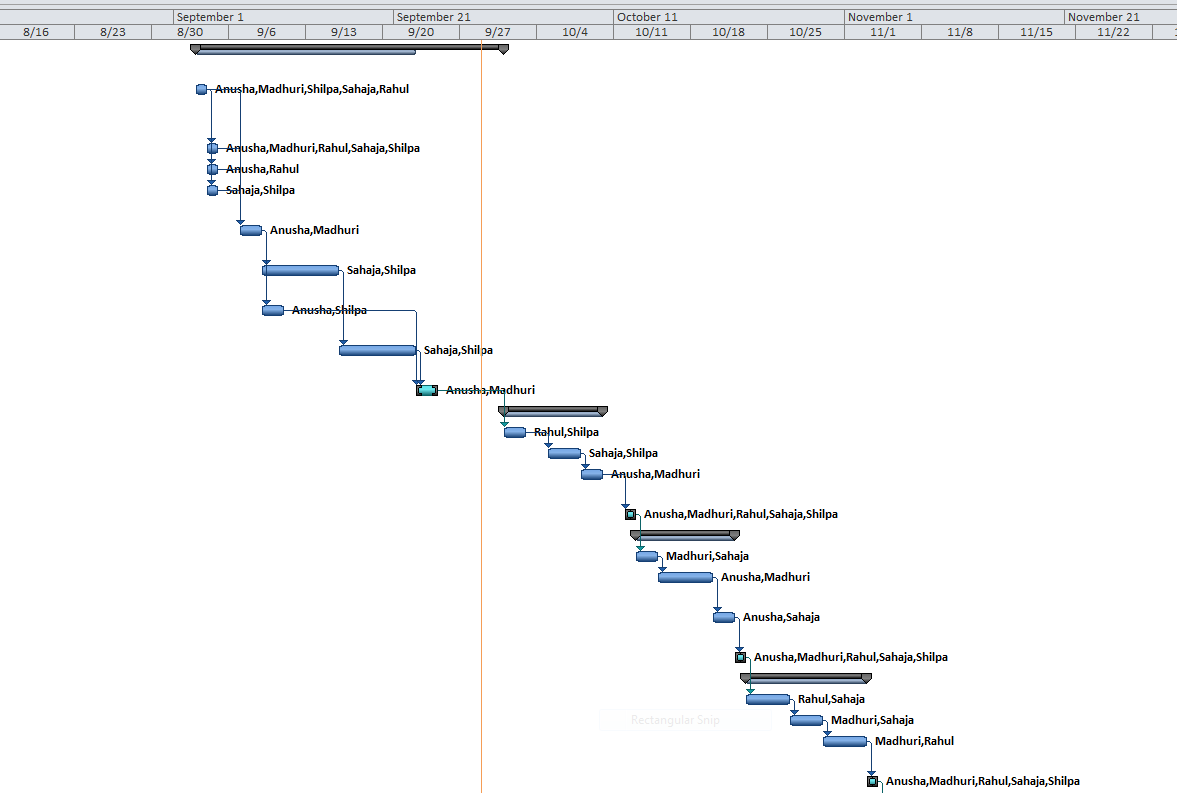 September 1 September 21 October 11 November 1 November 21
8/16 8/23 8/30 9/6 9/13 9/20 9/27 10/4 10/11 10/18 10/25 11/1 11/8 11/15 11/22
Anusha,Madhuri,Shilpa,Sahaja,Rahul
Anusha,Madhuri,Rahul,Sahaja,Shilpa
Anusha,Rahul
Sahaja,Shilpa
Anusha,Madhuri
Sahaja,Shilpa
Anusha,Shilpa
Sahaja,Shilpa
Anusha,Madhuri
Rahul,Shilpa
Sahaja,Shilpa
Anusha,Madhuri
Anusha,Madhuri,Rahul,Sahaja,Shilpa
Madhuri,Sahaja
Anusha,Madhuri
Anusha,Sahaja
Anusha,Madhuri,Rahul,Sahaja,Shilpa
Rahul,Sahaja
Rectangular Snip
Madhuri,Sahaja
Madhuri,Rahul
Anusha,Madhuri,Rahul,Sahaja,Shilpa